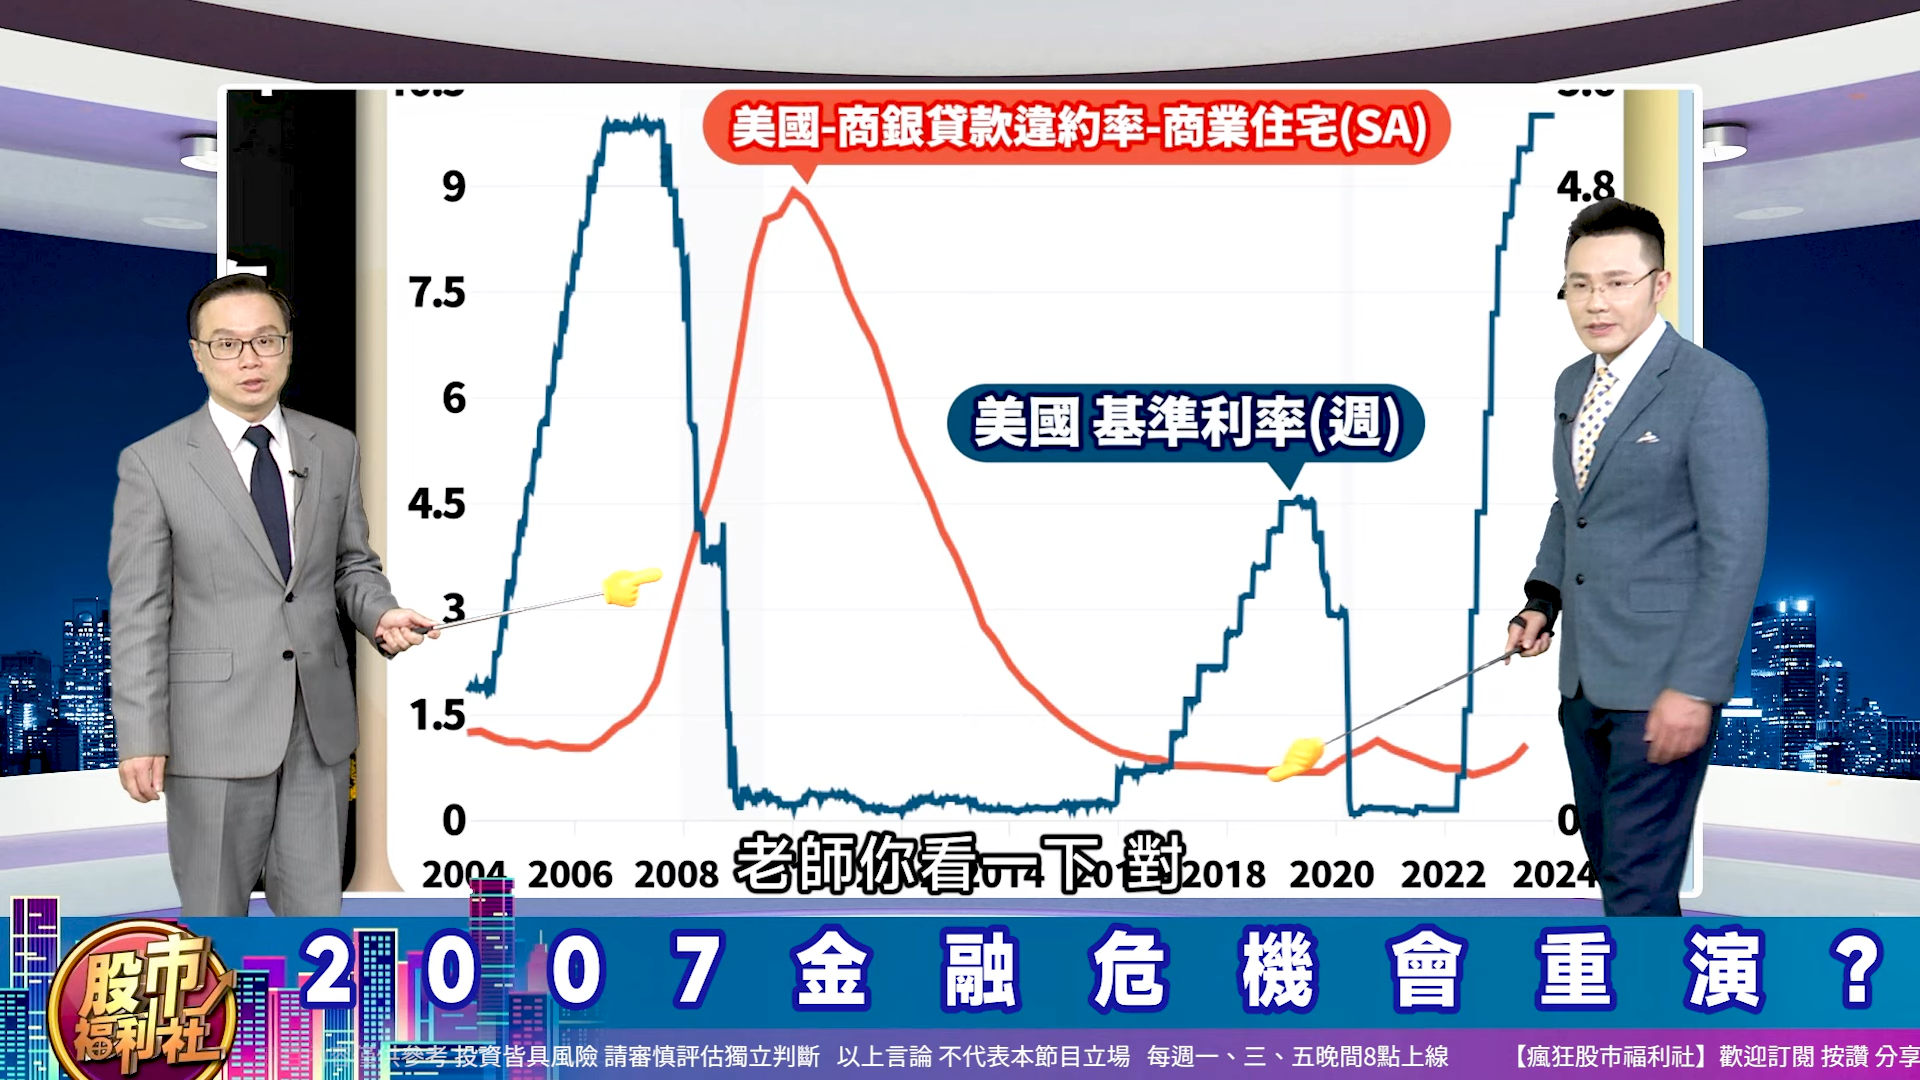 美國-商銀貸款違約率-商業住宅(SA)
9
4.8
7.5
6
美國 基準利率(週)
4.5
3
1.5
0
0
2004 2006 2008 2014 2018 2020 2022 2024
老師你看一下 對
2007金融危機會重演?
股市
福利社
供參考 投資皆具風險 請審慎評估獨立判斷 以上言論 不代表本節目立場 每週一、三、五晚間8點上線 【瘋狂股市福利社】歡迎訂閱 按讚 分享